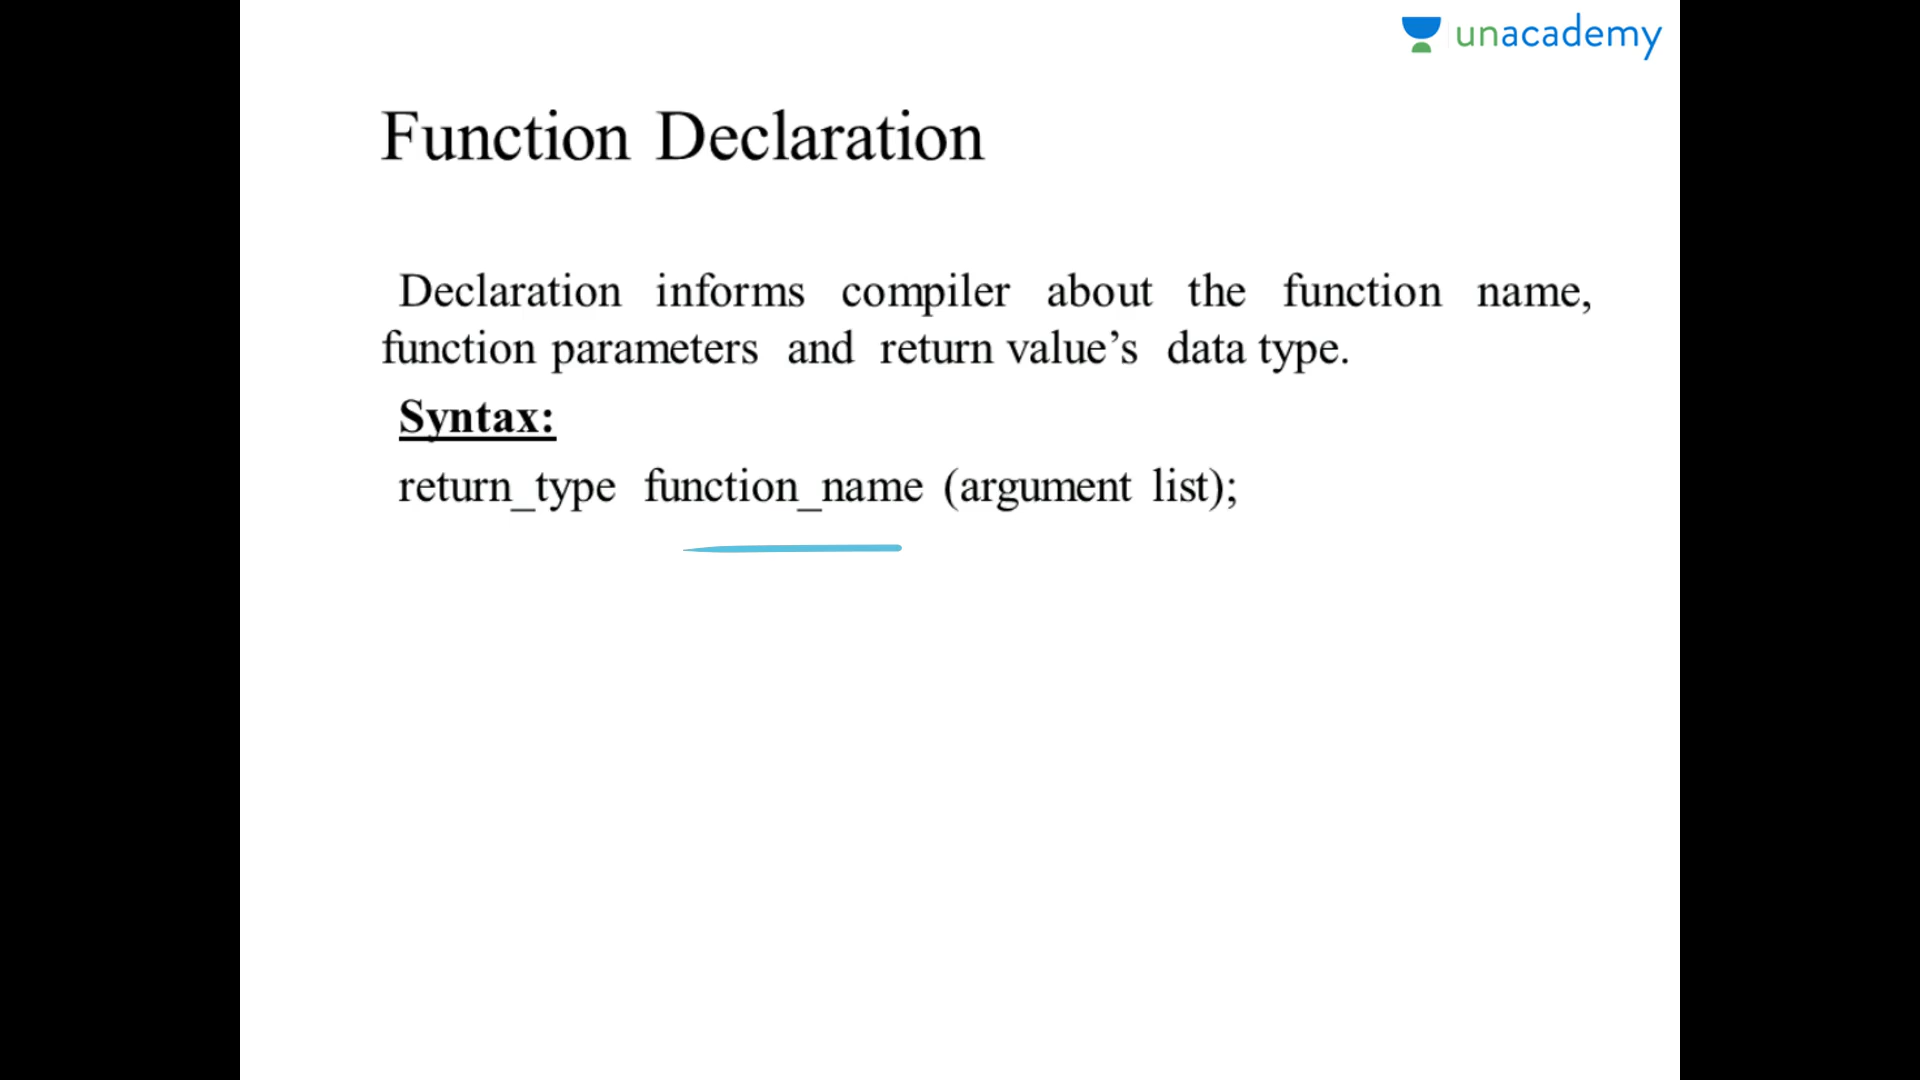 unacademy
Function Declaration
Declaration informs compiler about the function name,
function parameters and return value’s data type.
Syntax:
return_type function_name (argument list);